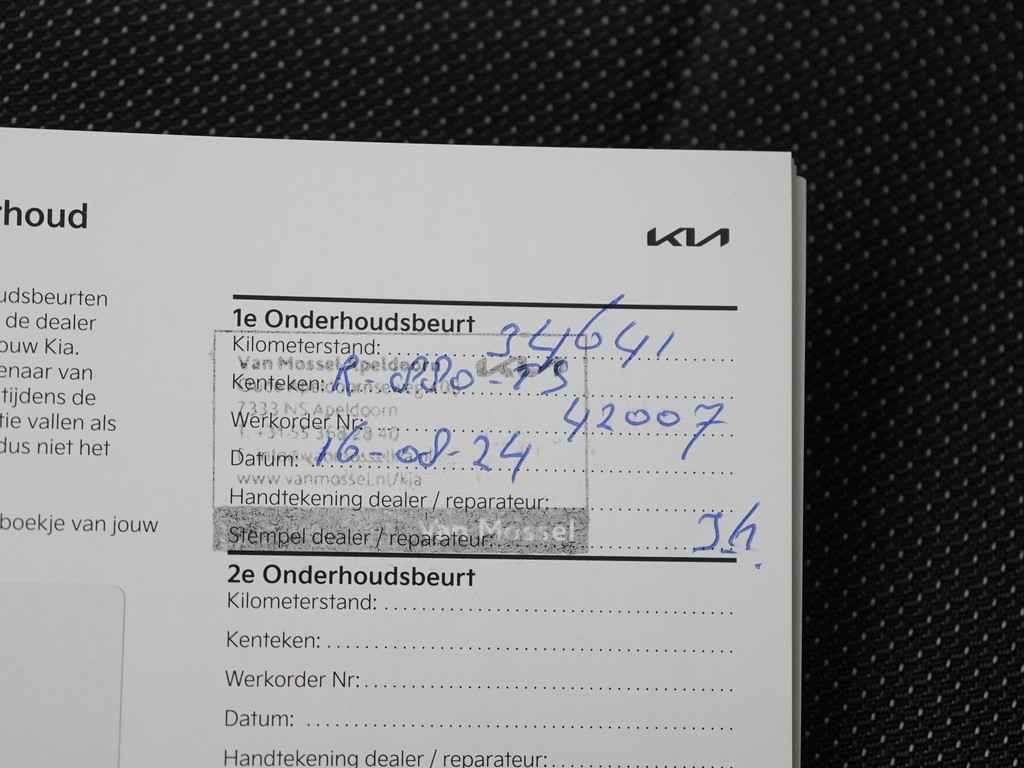 rhoud
KIA
udsbeurten
de dealer
ouw Kia.
enaar van
tijdens de
tie vallen als
dus niet het
boekje van jouw
1e Onderhoudsbeurt
Kilometerstand: 34641
Van Mossel Apeldoorn
Kenteken: R-880-
Werkorder Nr: 42007
7333 NS Apeldoorn
Datum: 16-08-24
www.vanmossel.nl/kia
Handtekening dealer / reparateur:
Van Mossel
Stempel dealer / reparateur:
2e Onderhoudsbeurt
Kilometerstand:
Kenteken:
Werkorder Nr:
Datum:
Handtekening dealer / reparateur: